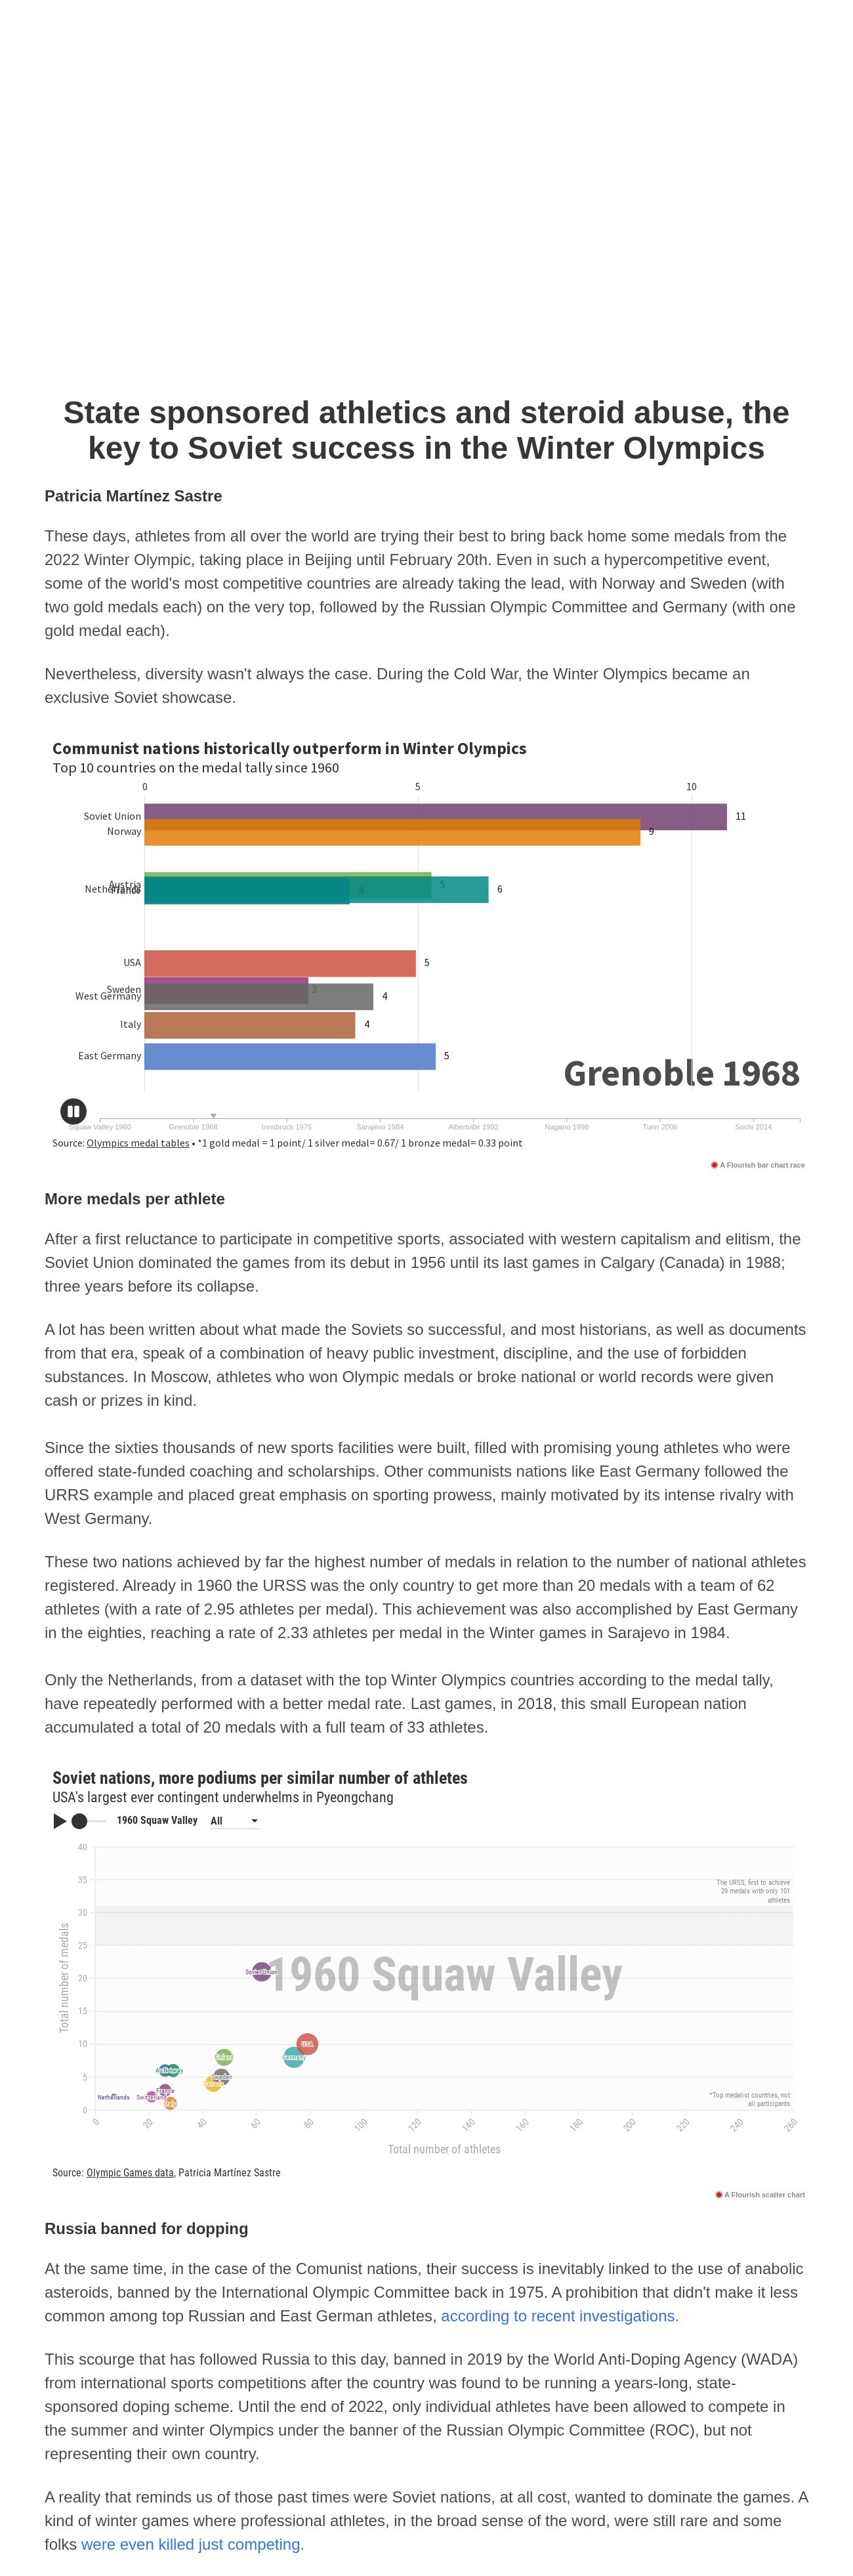 State sponsored athletics and steroid abuse, the
key to Soviet success in the Winter Olympics
Patricia Martínez Sastre
These days, athletes from all over the world are trying their best to bring back home some medals from the
2022 Winter Olympic, taking place in Beijing until February 20th. Even in such a hypercompetitive event,
some of the world's most competitive countries are already taking the lead, with Norway and Sweden (with
two gold medals each) on the very top, followed by the Russian Olympic Committee and Germany (with one
gold medal each).
Nevertheless, diversity wasn't always the case. During the Cold War, the Winter Olympics became an
exclusive Soviet showcase.
Communist nations historically outperform in Winter Olympics
Top 10 countries on the medal tally since 1960
0 5 10
Soviet Union 11
Norway 9
Austria 5
Netherlands 6
France 4
USA 5
Sweden 3
West Germany 4
Italy 4
East Germany 5
Grenoble 1968
Squaw Valley 1960 Grenoble 1968 Innsbruck 1976 Sarajevo 1984 Albertville 1992 Nagano 1998 Turin 2006 Sochi 2014
Source: Olympics medal tables • *1 gold medal = 1 point/ 1 silver medal= 0.67/ 1 bronze medal= 0.33 point
A Flourish bar chart race
More medals per athlete
After a first reluctance to participate in competitive sports, associated with western capitalism and elitism, the
Soviet Union dominated the games from its debut in 1956 until its last games in Calgary (Canada) in 1988;
three years before its collapse.
A lot has been written about what made the Soviets so successful, and most historians, as well as documents
from that era, speak of a combination of heavy public investment, discipline, and the use of forbidden
substances. In Moscow, athletes who won Olympic medals or broke national or world records were given
cash or prizes in kind.
Since the sixties thousands of new sports facilities were built, filled with promising young athletes who were
offered state-funded coaching and scholarships. Other communists nations like East Germany followed the
URRS example and placed great emphasis on sporting prowess, mainly motivated by its intense rivalry with
West Germany.
These two nations achieved by far the highest number of medals in relation to the number of national athletes
registered. Already in 1960 the URSS was the only country to get more than 20 medals with a team of 62
athletes (with a rate of 2.95 athletes per medal). This achievement was also accomplished by East Germany
in the eighties, reaching a rate of 2.33 athletes per medal in the Winter games in Sarajevo in 1984.
Only the Netherlands, from a dataset with the top Winter Olympics countries according to the medal tally,
have repeatedly performed with a better medal rate. Last games, in 2018, this small European nation
accumulated a total of 20 medals with a full team of 33 athletes.
Soviet nations, more podiums per similar number of athletes
USA's largest ever contingent underwhelms in Pyeongchang
1960 Squaw Valley All
40
35
The URSS, first to achieve
29 medals with only 101
athletes
30
25
1960 Squaw Valley
Soviet Union
20
15
Total number of medals
10
USA
Finland
Germany
Norway
Sweden
5
France
Netherlands
Switzerland
Italy
*Top medalist countries, not
all participants
0
0 20 40 60 80 100 120 140 160 180 200 220 240 260
Total number of athletes
Source: Olympic Games data, Patricia Martínez Sastre
A Flourish scatter chart
Russia banned for dopping
At the same time, in the case of the Comunist nations, their success is inevitably linked to the use of anabolic
asteroids, banned by the International Olympic Committee back in 1975. A prohibition that didn't make it less
common among top Russian and East German athletes, according to recent investigations.
This scourge that has followed Russia to this day, banned in 2019 by the World Anti-Doping Agency (WADA)
from international sports competitions after the country was found to be running a years-long, state-
sponsored doping scheme. Until the end of 2022, only individual athletes have been allowed to compete in
the summer and winter Olympics under the banner of the Russian Olympic Committee (ROC), but not
representing their own country.
A reality that reminds us of those past times were Soviet nations, at all cost, wanted to dominate the games. A
kind of winter games where professional athletes, in the broad sense of the word, were still rare and some
folks were even killed just competing.